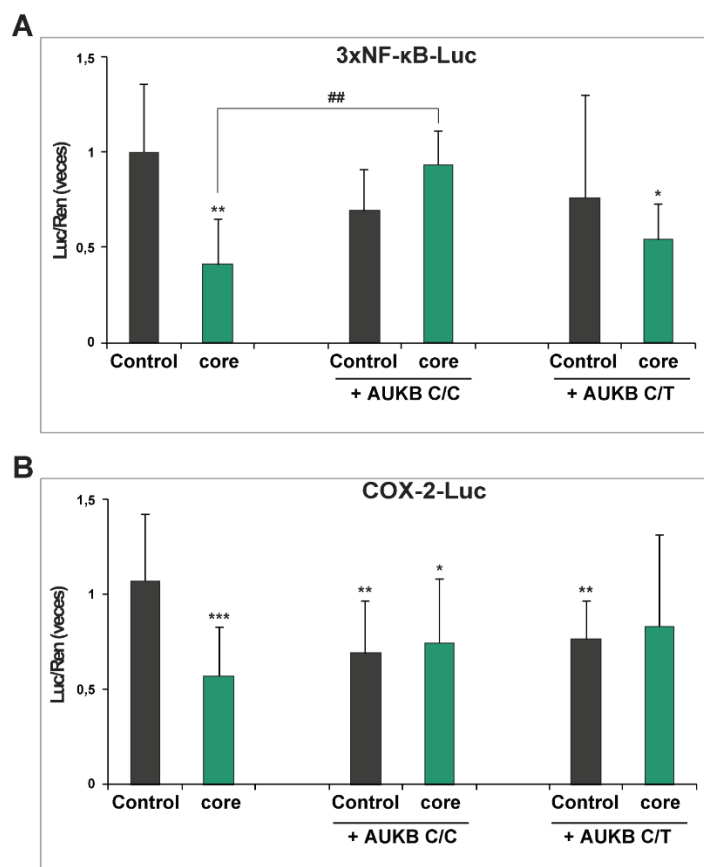 A
3xNF-κB-Luc
Luc/Ren (veces)
1,5
1
0,5
0
##
**
*
Control core Control core Control core
+ AUKB C/C + AUKB C/T
B
COX-2-Luc
Luc/Ren (veces)
1,5
1
0,5
0
***
**
*
**
Control core Control core Control core
+ AUKB C/C + AUKB C/T